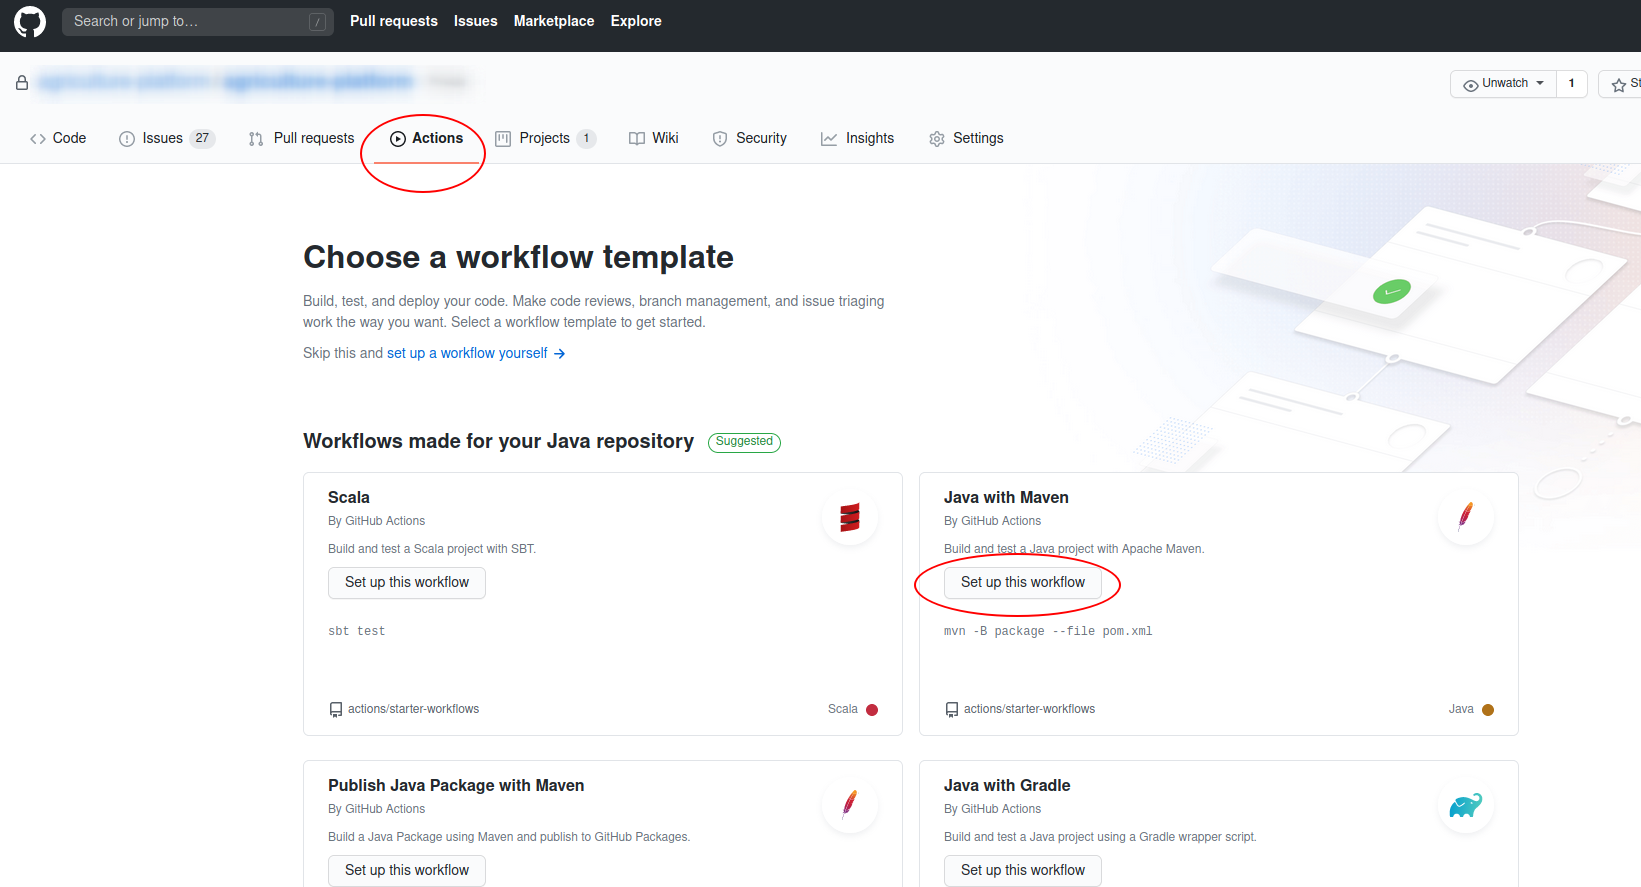 Search or jump to… /
Pull requests Issues Marketplace Explore
Unwatch 1 St
Code Issues 27 Pull requests Actions Projects 1 Wiki Security Insights Settings
Choose a workflow template
Build, test, and deploy your code. Make code reviews, branch management, and issue triaging
work the way you want. Select a workflow template to get started.
Skip this and set up a workflow yourself →
Workflows made for your Java repository Suggested
Scala
By GitHub Actions
Build and test a Scala project with SBT.
Set up this workflow
sbt test
actions/starter-workflows Scala
Java with Maven
By GitHub Actions
Build and test a Java project with Apache Maven.
Set up this workflow
mvn -B package --file pom.xml
actions/starter-workflows Java
Publish Java Package with Maven
By GitHub Actions
Build a Java Package using Maven and publish to GitHub Packages.
Set up this workflow
Java with Gradle
By GitHub Actions
Build and test a Java project using a Gradle wrapper script.
Set up this workflow